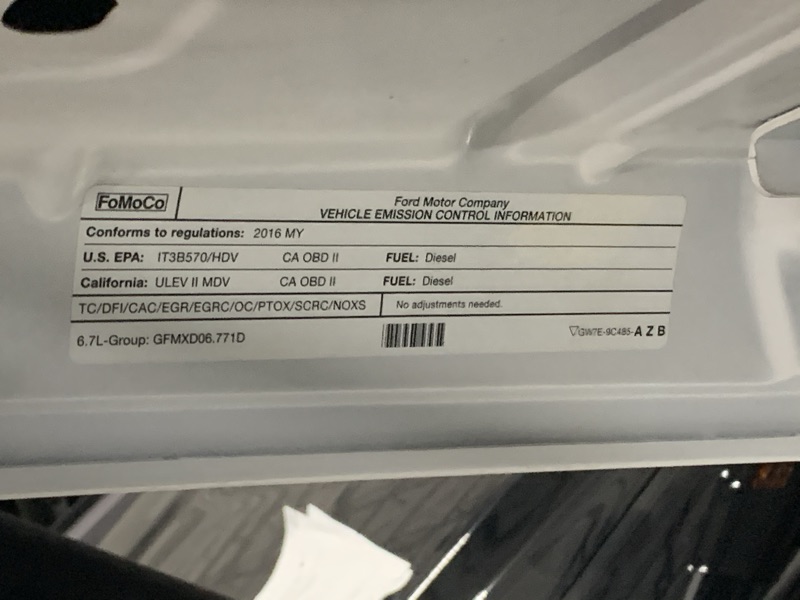 FoMoCo
Ford Motor Company
VEHICLE EMISSION CONTROL INFORMATION
Conforms to regulations: 2016 MY
U.S. EPA: IT3B570/HDV CA OBD II FUEL: Diesel
California: ULEV II MDV CA OBD II FUEL: Diesel
TC/DFI/CAC/EGR/EGRC/OC/PTOX/SCRC/NOXS No adjustments needed.
6.7L-Group: GFMXD06.771D GW7E-9C485-AZB